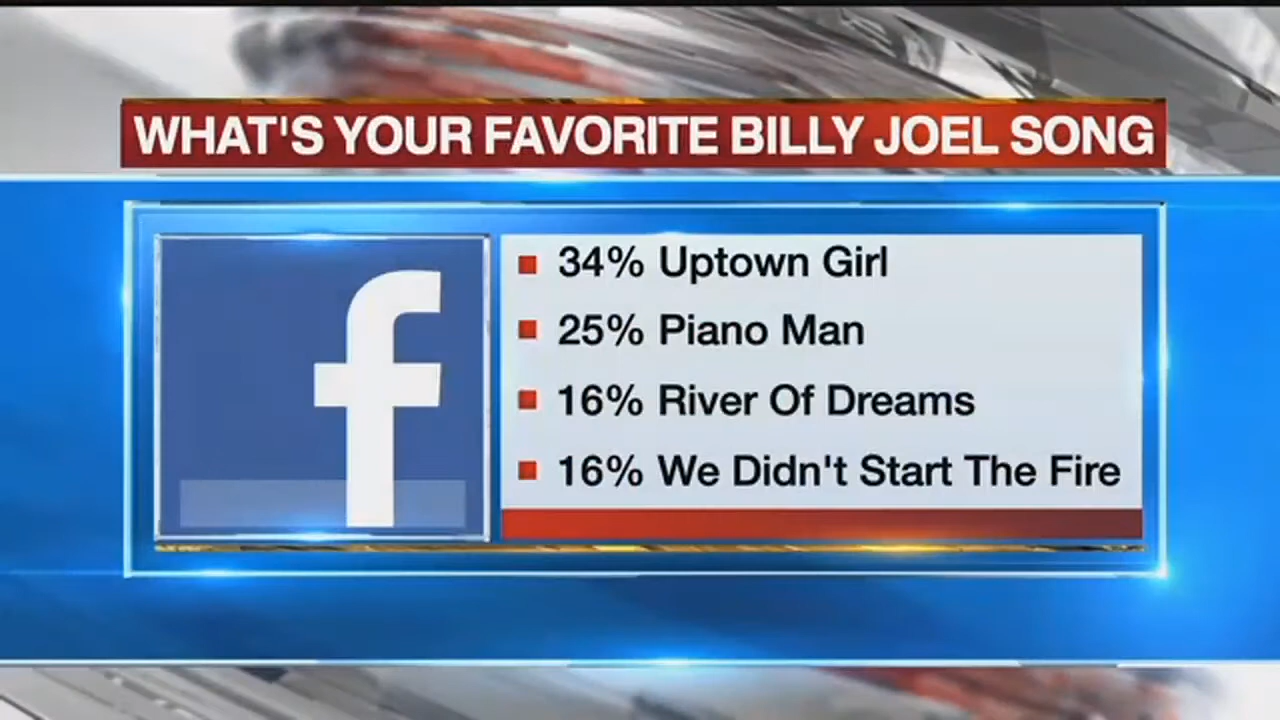 WHAT'S YOUR FAVORITE BILLY JOEL SONG
f
34% Uptown Girl
25% Piano Man
16% River Of Dreams
16% We Didn't Start The Fire